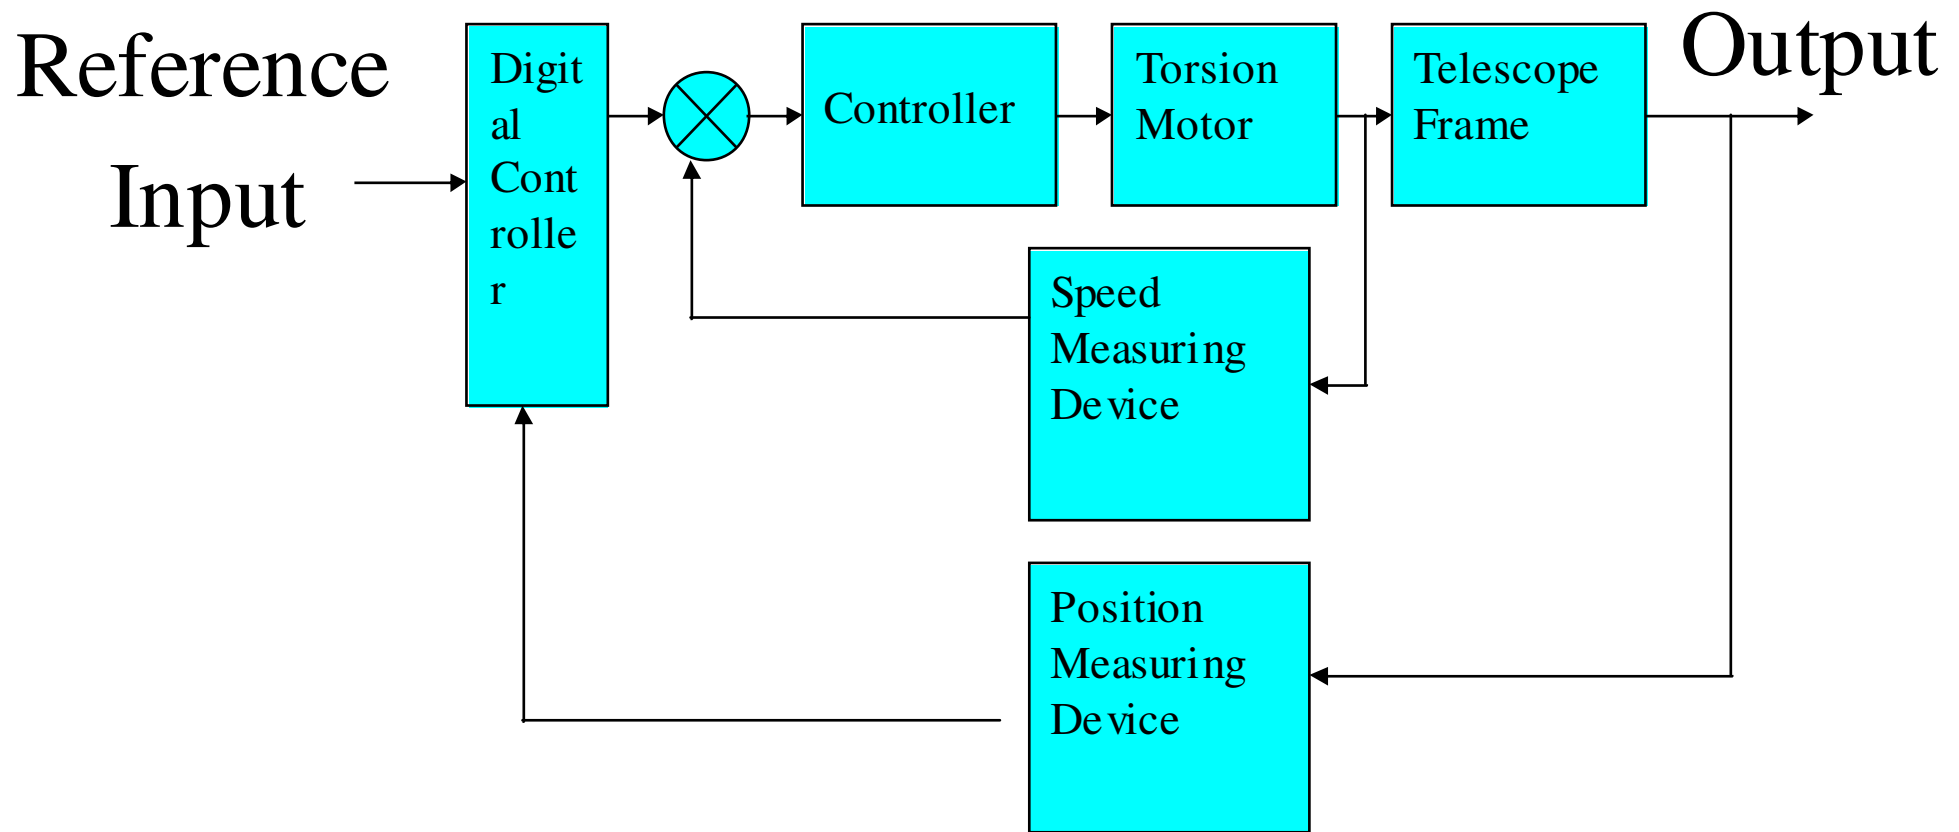 Reference
Input
Digit
al
Cont
rolle
r
Controller
Torsion
Motor
Telescope
Frame
Output
Speed
Measuring
Device
Position
Measuring
Device